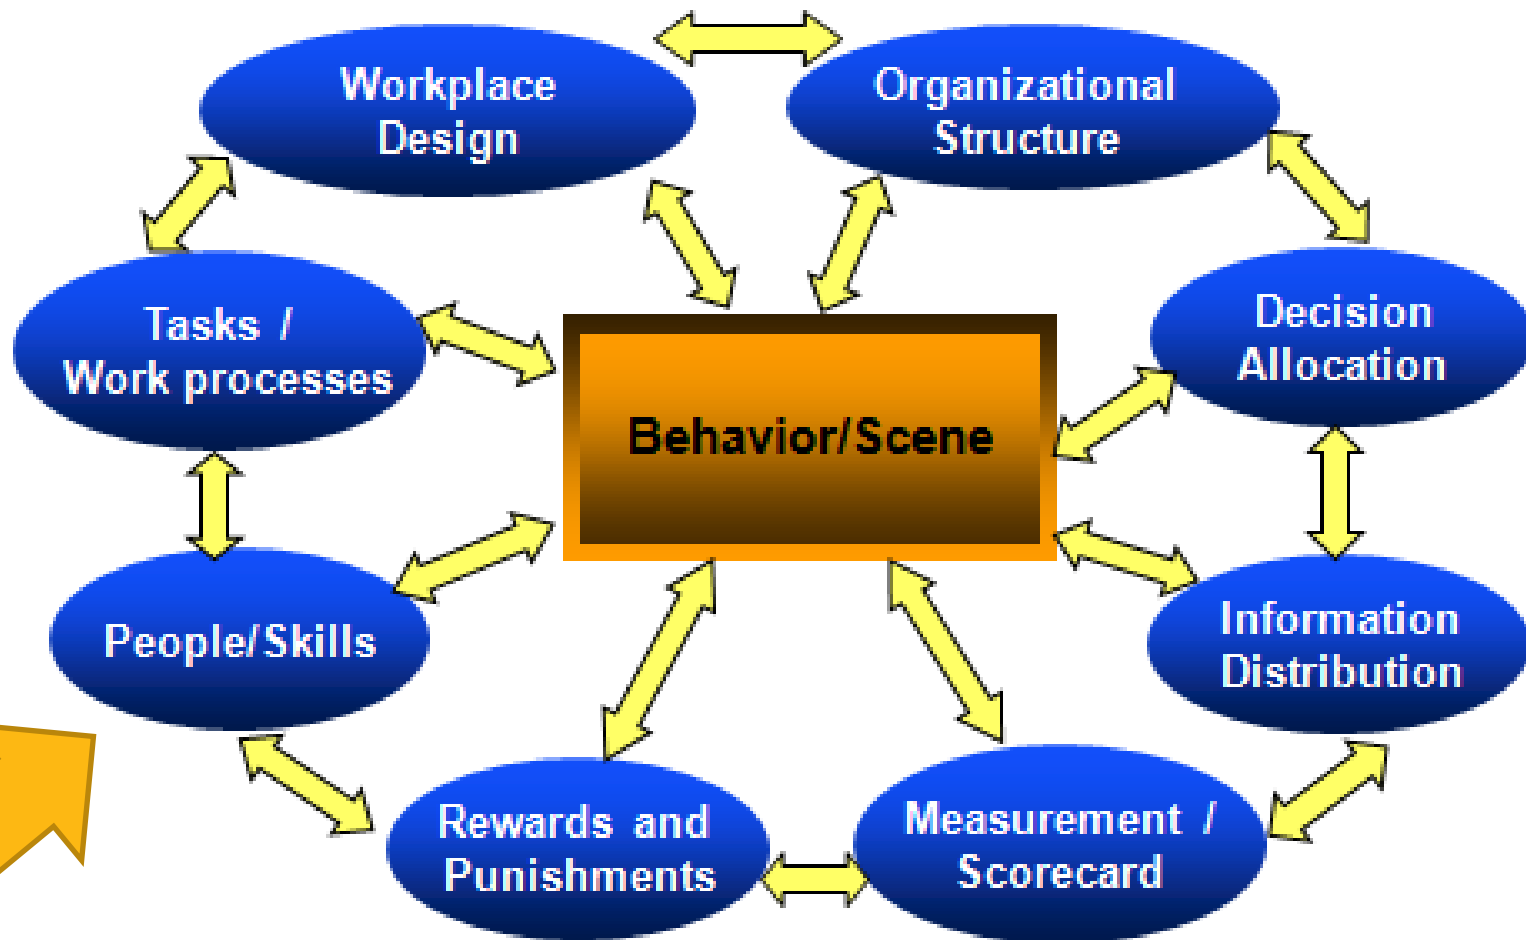 Workplace
Design
Organizational
Structure
Tasks /
Work processes
Decision
Allocation
Behavior/Scene
People/Skills
Information
Distribution
Rewards and
Punishments
Measurement /
Scorecard